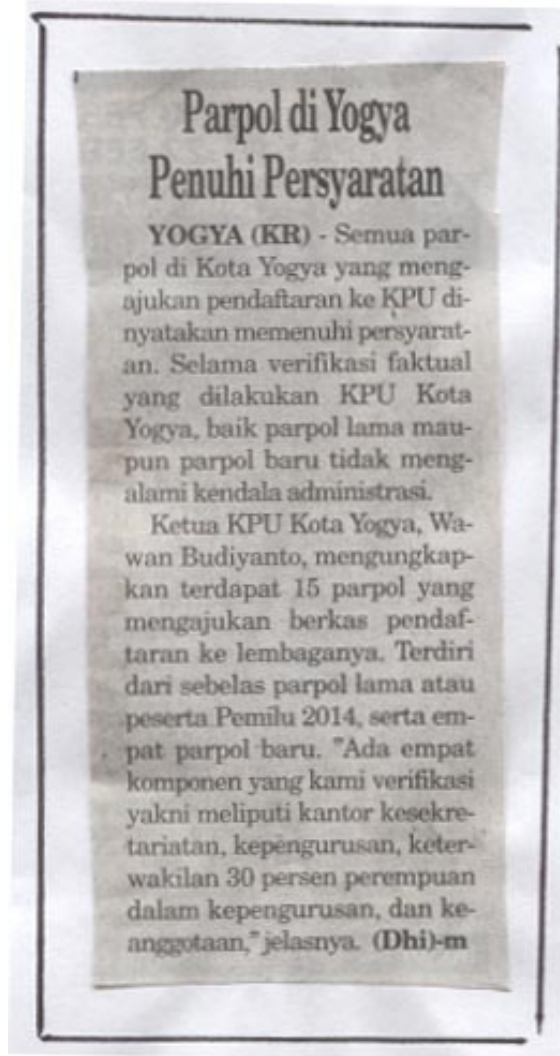 Parpol di Yogya
Penuhi Persyaratan
YOGYA (KR) - Semua par-
pol di Kota Yogya yang meng-
ajukan pendaftaran ke KPU di-
nyatakan memenuhi persyarat-
an. Selama verifikasi faktual
yang dilakukan KPU Kota
Yogya, baik parpol lama mau-
pun parpol baru tidak meng-
alami kendala administrasi.
Ketua KPU Kota Yogya, Wa-
wan Budiyanto, mengungkap-
kan terdapat 15 parpol yang
mengajukan berkas pendaf-
taran ke lembaganya. Terdiri
dari sebelas parpol lama atau
peserta Pemilu 2014, serta em-
pat parpol baru. "Ada empat
komponen yang kami verifikasi
yakni meliputi kantor kesekre-
tariatan, kepengurusan, keter-
wakilan 30 persen perempuan
dalam kepengurusan, dan ke-
anggotaan," jelasnya. (Dhi)-m